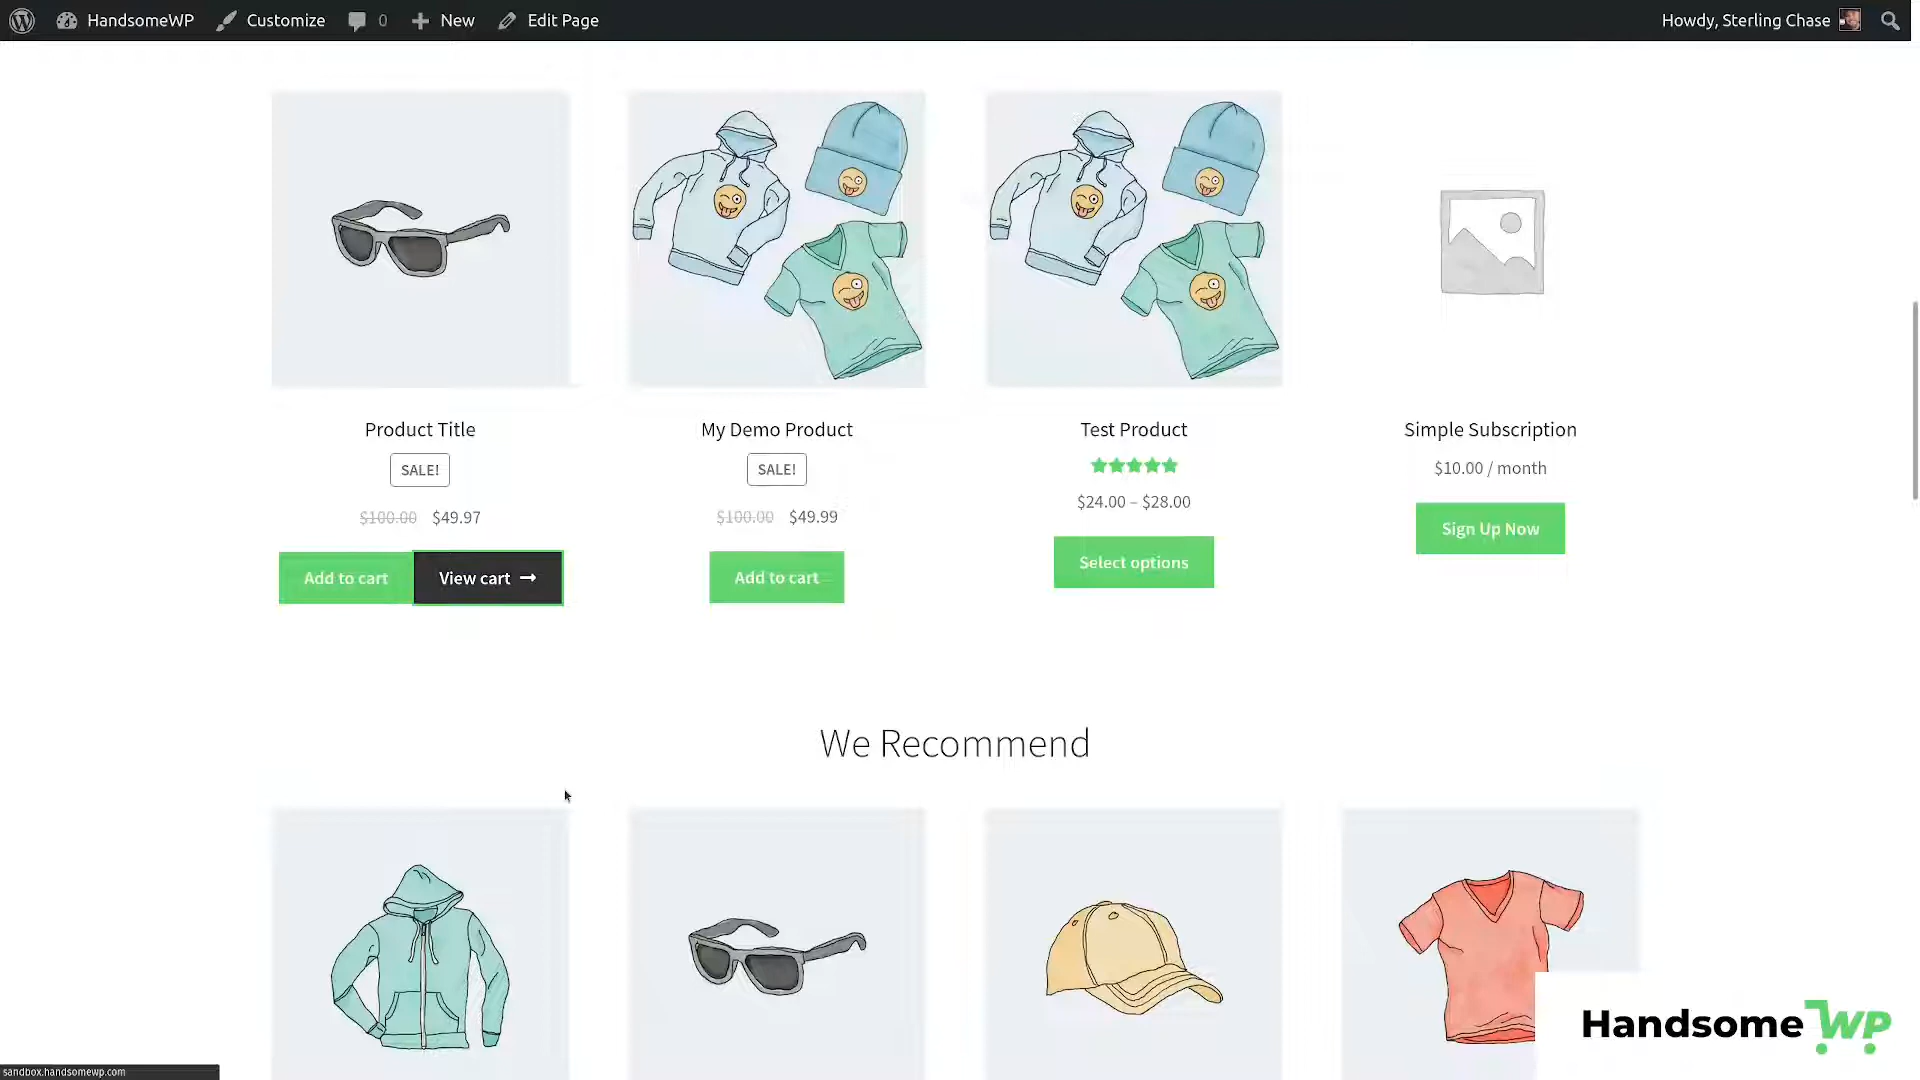 HandsomeWP Customize 0 New Edit Page Howdy, Sterling Chase
Product Title
SALE!
$100.00 $49.97
Add to cart View cart →
My Demo Product
SALE!
$100.00 $49.99
Add to cart
Test Product
$24.00 – $28.00
Select options
Simple Subscription
$10.00 / month
Sign Up Now
We Recommend
HandsomeWP
sandbox.handsomewp.com